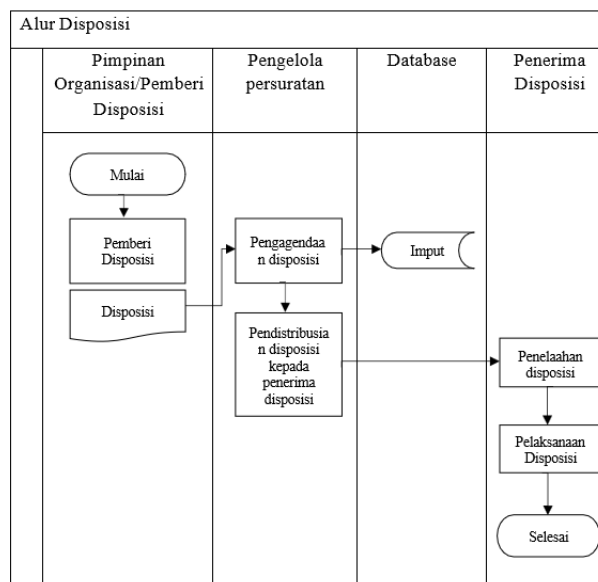 Alur Disposisi
Pimpinan
Organisasi/Pemberi
Disposisi
Pengelola
persuratan
Database
Penerima
Disposisi
Mulai
Pemberi
Disposisi
Disposisi
Pengagendaa
n disposisi
Imput
Pendistribusia
n disposisi
kepada
penerima
disposisi
Penelaahan
disposisi
Pelaksanaan
Disposisi
Selesai